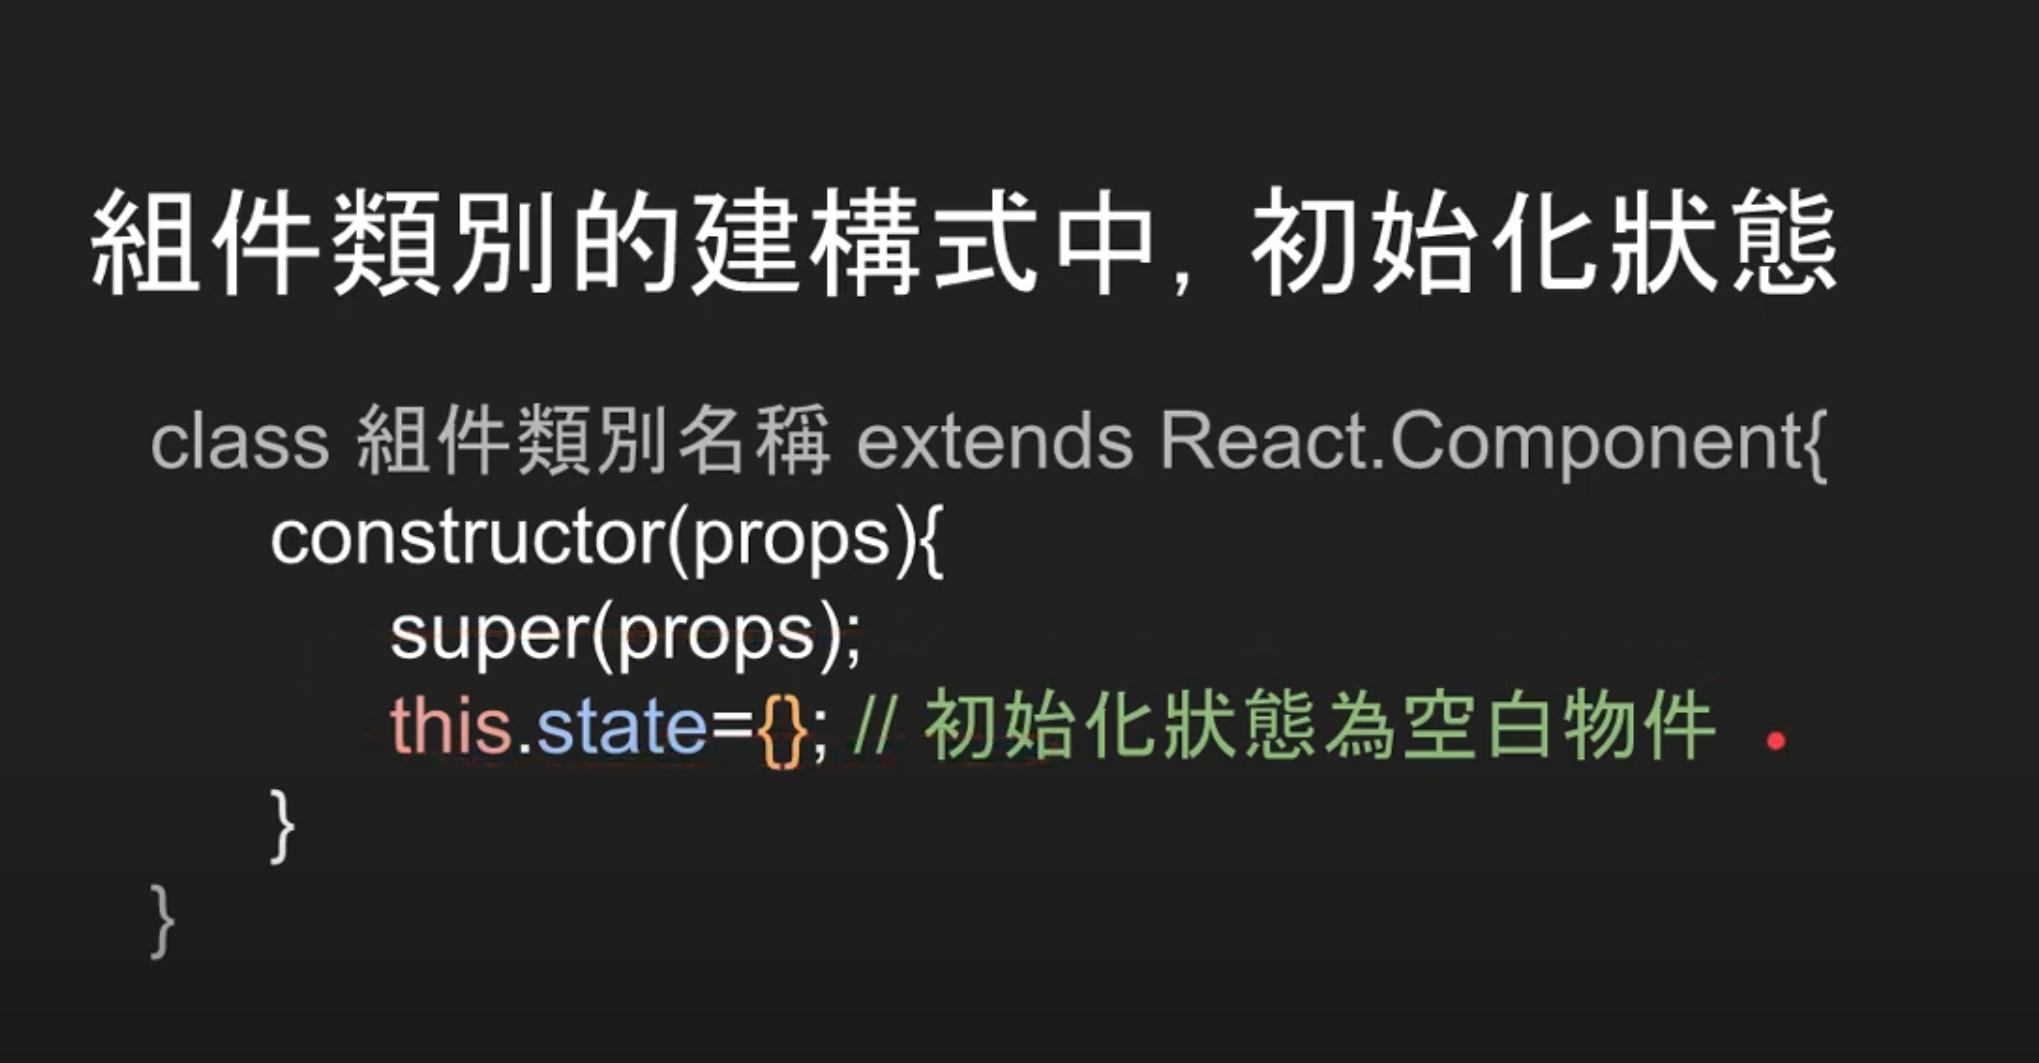 組件類別的建構式中，初始化狀態
class 組件類別名稱 extends React.Component{
constructor(props){
super(props);
this.state={}; // 初始化狀態為空白物件
}
}